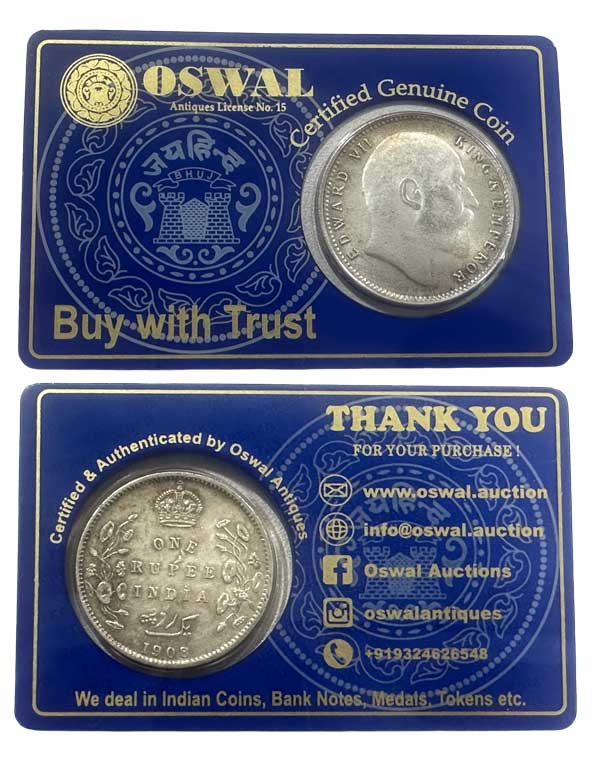 OSWAL
Antiques License No. 15
Certified Genuine Coin
जय हिन्द
BHUJ
EDWARD VII KING & EMPEROR
Buy with Trust
Certified & Authenticated by Oswal Antiques
ONE
RUPEE
INDIA
1903
THANK YOU
FOR YOUR PURCHASE !
www.oswal.auction
info@oswal.auction
Oswal Auctions
oswalantiques
+919324626548
We deal in Indian Coins, Bank Notes, Medals, Tokens etc.